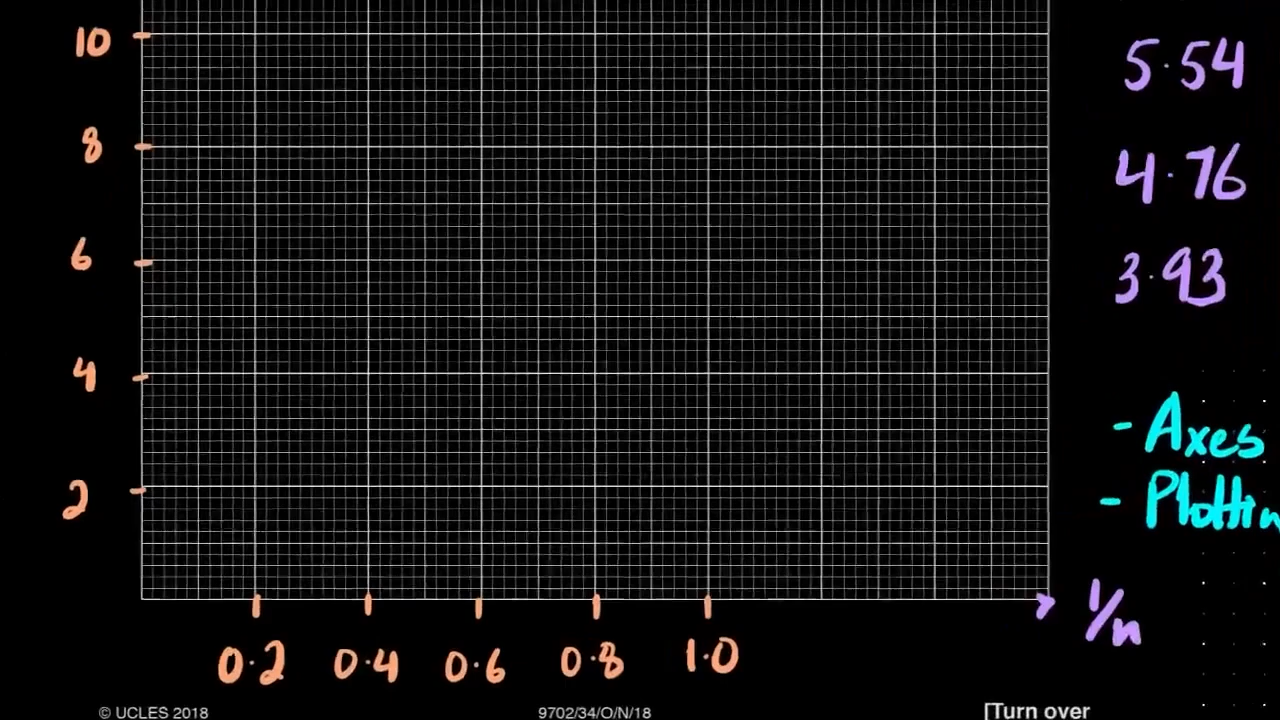 10
5.54
8
4.76
6
3.93
4
- Axes
2
- Plottin
1/n
0.2 0.4 0.6 0.8 1.0
© UCLES 2018 9702/34/O/N/18 [Turn over